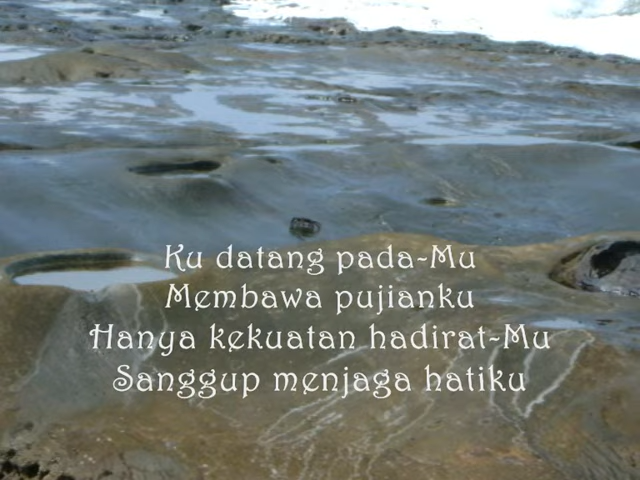 Ku datang pada-Mu
Membawa pujianku
Hanya kekuatan hadirat-Mu
Sanggup menjaga hatiku